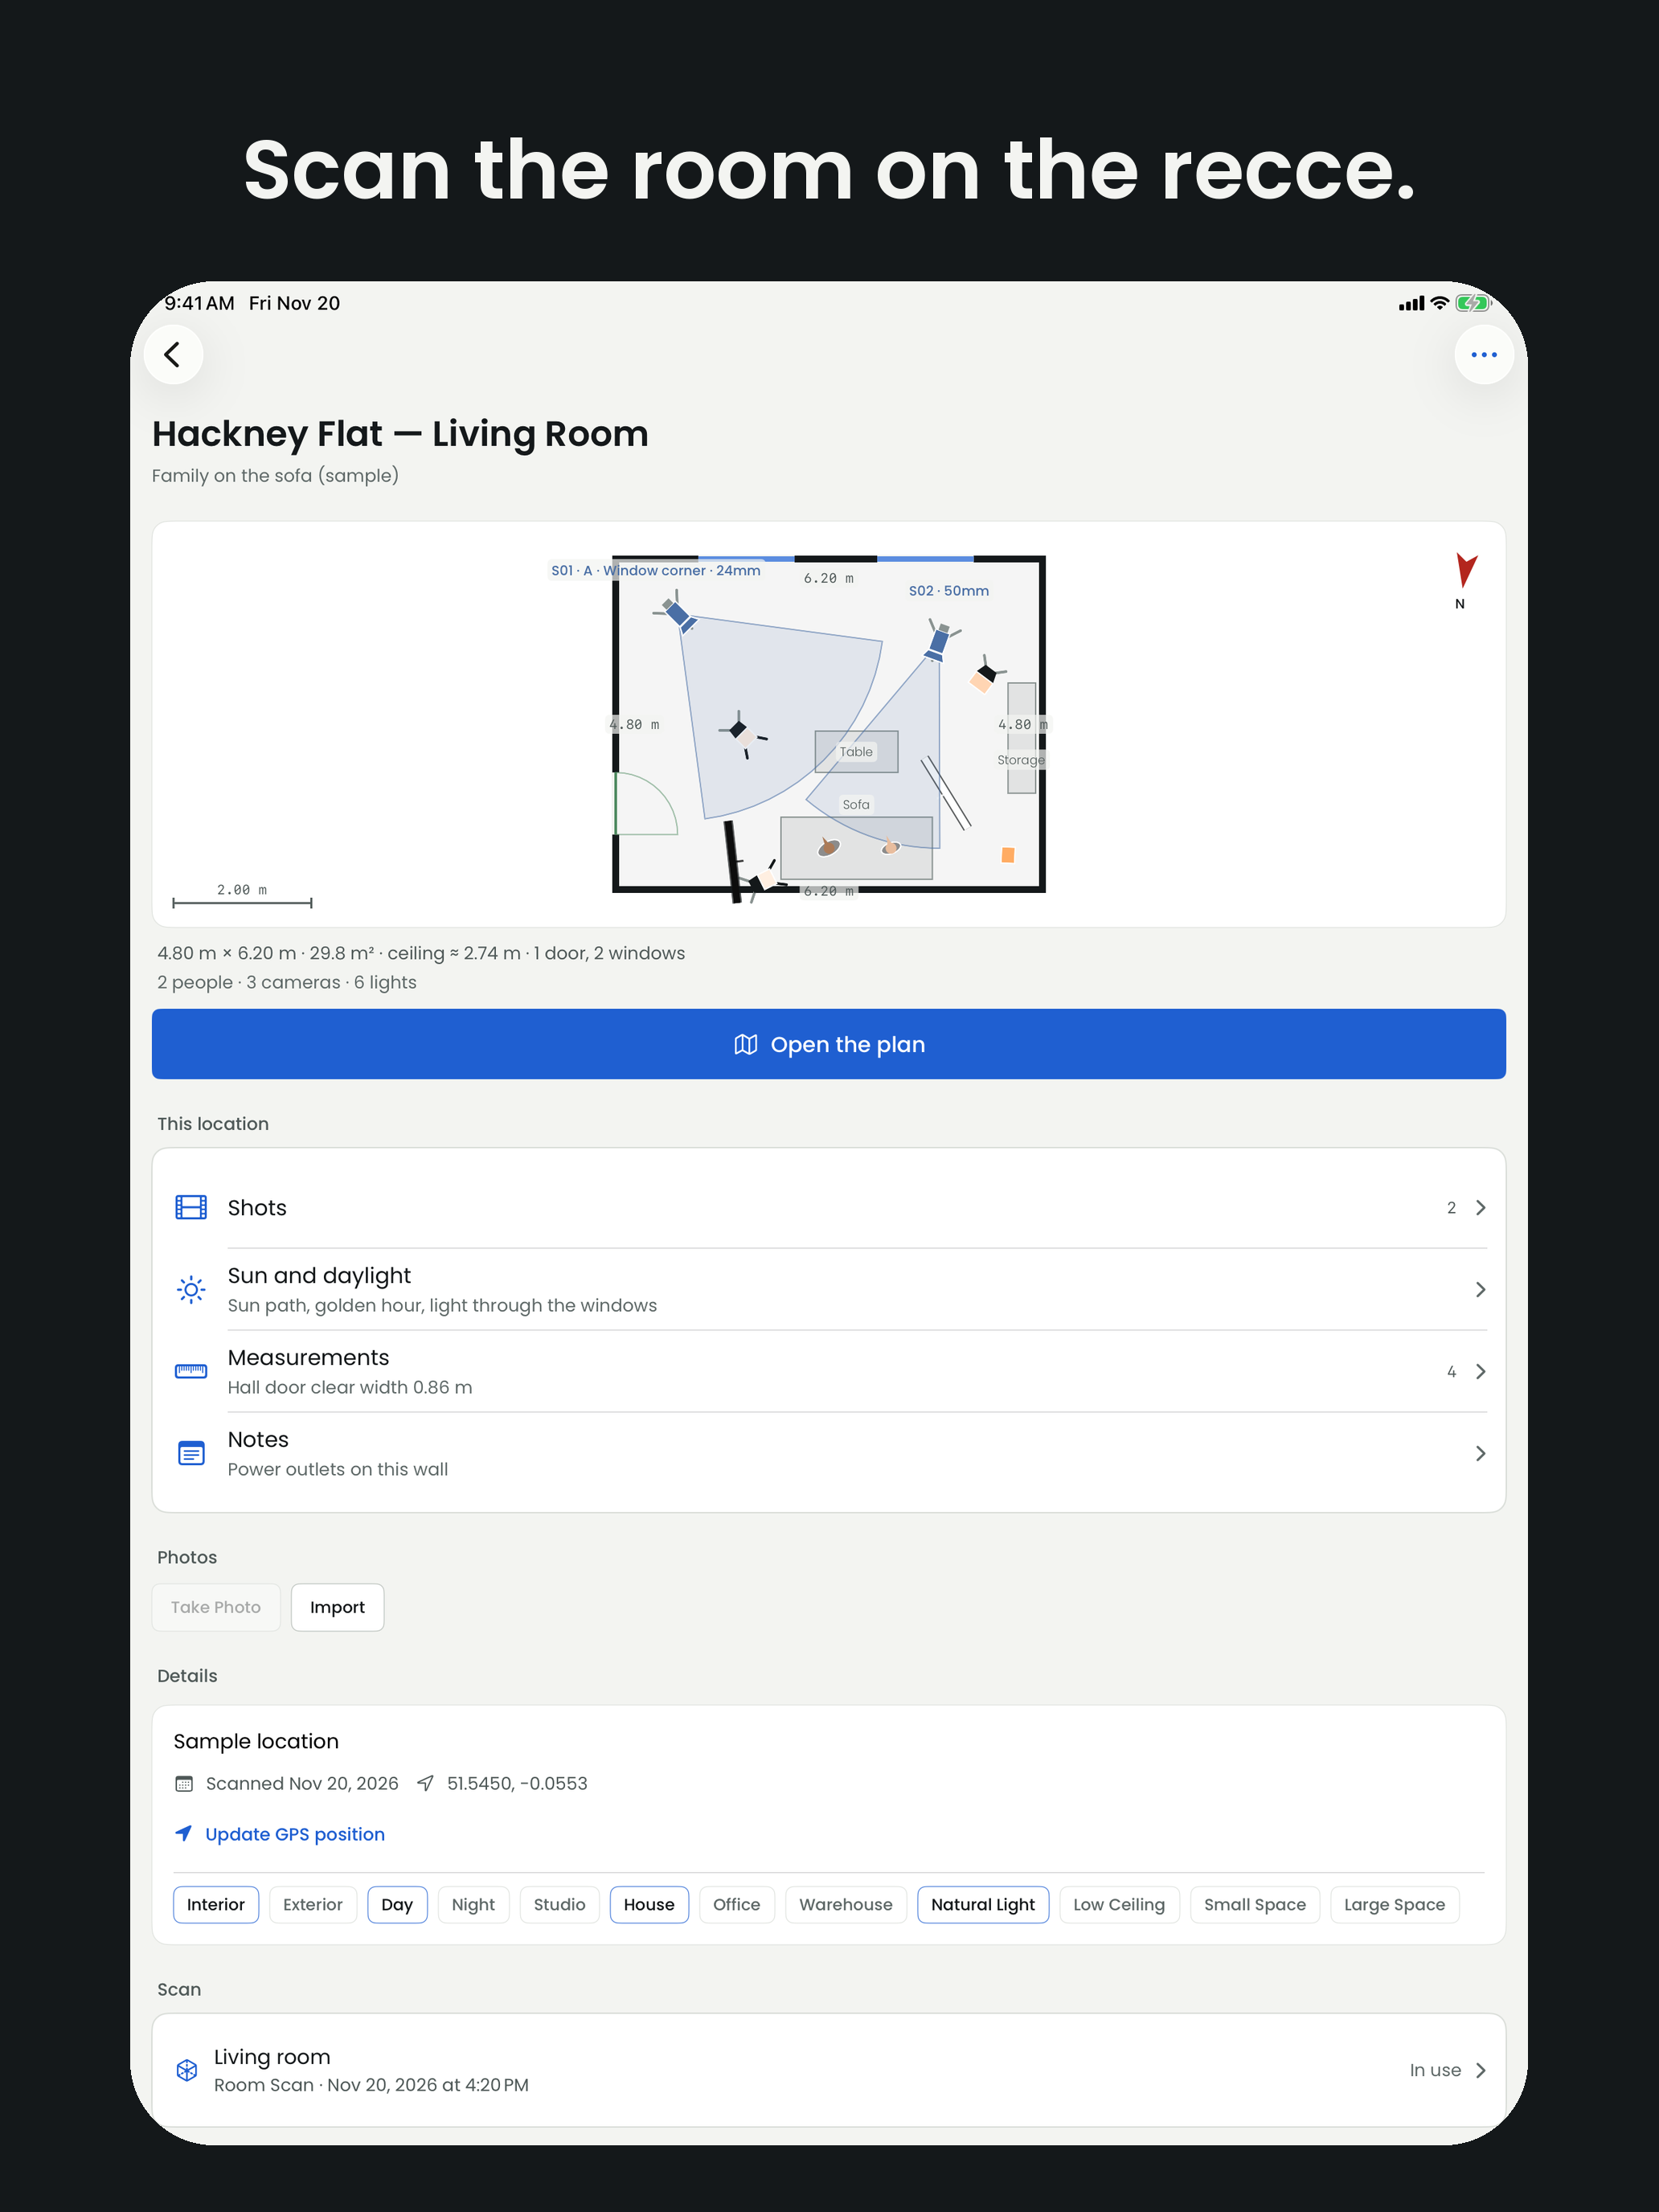 Scan the room on the recce.
9:41 AM Fri Nov 20
Hackney Flat — Living Room
Family on the sofa (sample)
S01 · A · Window corner · 24mm
6.20 m
S02 · 50mm
N
4.80 m
4.80 m
Table
Storage
Sofa
2.00 m
6.20 m
4.80 m × 6.20 m · 29.8 m² · ceiling ≈ 2.74 m · 1 door, 2 windows
2 people · 3 cameras · 6 lights
Open the plan
This location
Shots 2
Sun and daylight
Sun path, golden hour, light through the windows
Measurements 4
Hall door clear width 0.86 m
Notes
Power outlets on this wall
Photos
Take Photo Import
Details
Sample location
Scanned Nov 20, 2026 51.5450, -0.0553
Update GPS position
Interior Exterior Day Night Studio House Office Warehouse Natural Light Low Ceiling Small Space Large Space
Scan
Living room
Room Scan · Nov 20, 2026 at 4:20 PM
In use